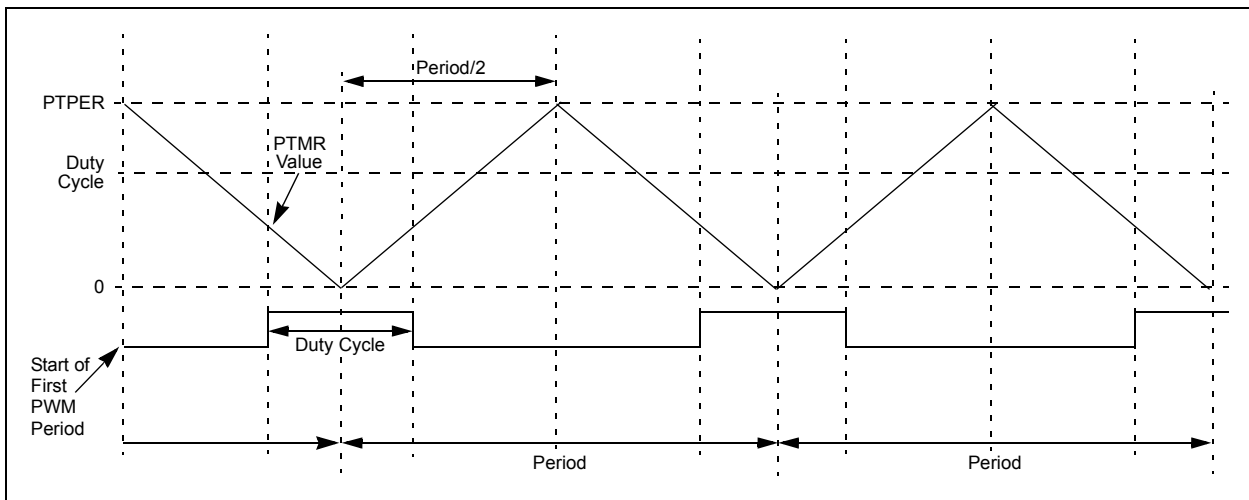 Period/2
PTPER
PTMR
Value
Duty
Cycle
0
Duty Cycle
Start of
First
PWM
Period
Period
Period